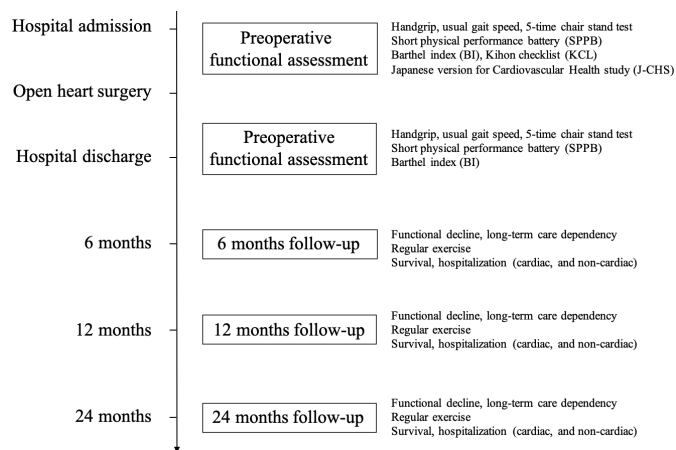 Hospital admission
Preoperative
functional assessment
Handgrip, usual gait speed, 5-time chair stand test
Short physical performance battery (SPPB)
Barthel index (BI), Kihon checklist (KCL)
Japanese version for Cardiovascular Health study (J-CHS)
Open heart surgery
Hospital discharge
Preoperative
functional assessment
Handgrip, usual gait speed, 5-time chair stand test
Short physical performance battery (SPPB)
Barthel index (BI)
6 months
6 months follow-up
Functional decline, long-term care dependency
Regular exercise
Survival, hospitalization (cardiac, and non-cardiac)
12 months
12 months follow-up
Functional decline, long-term care dependency
Regular exercise
Survival, hospitalization (cardiac, and non-cardiac)
24 months
24 months follow-up
Functional decline, long-term care dependency
Regular exercise
Survival, hospitalization (cardiac, and non-cardiac)